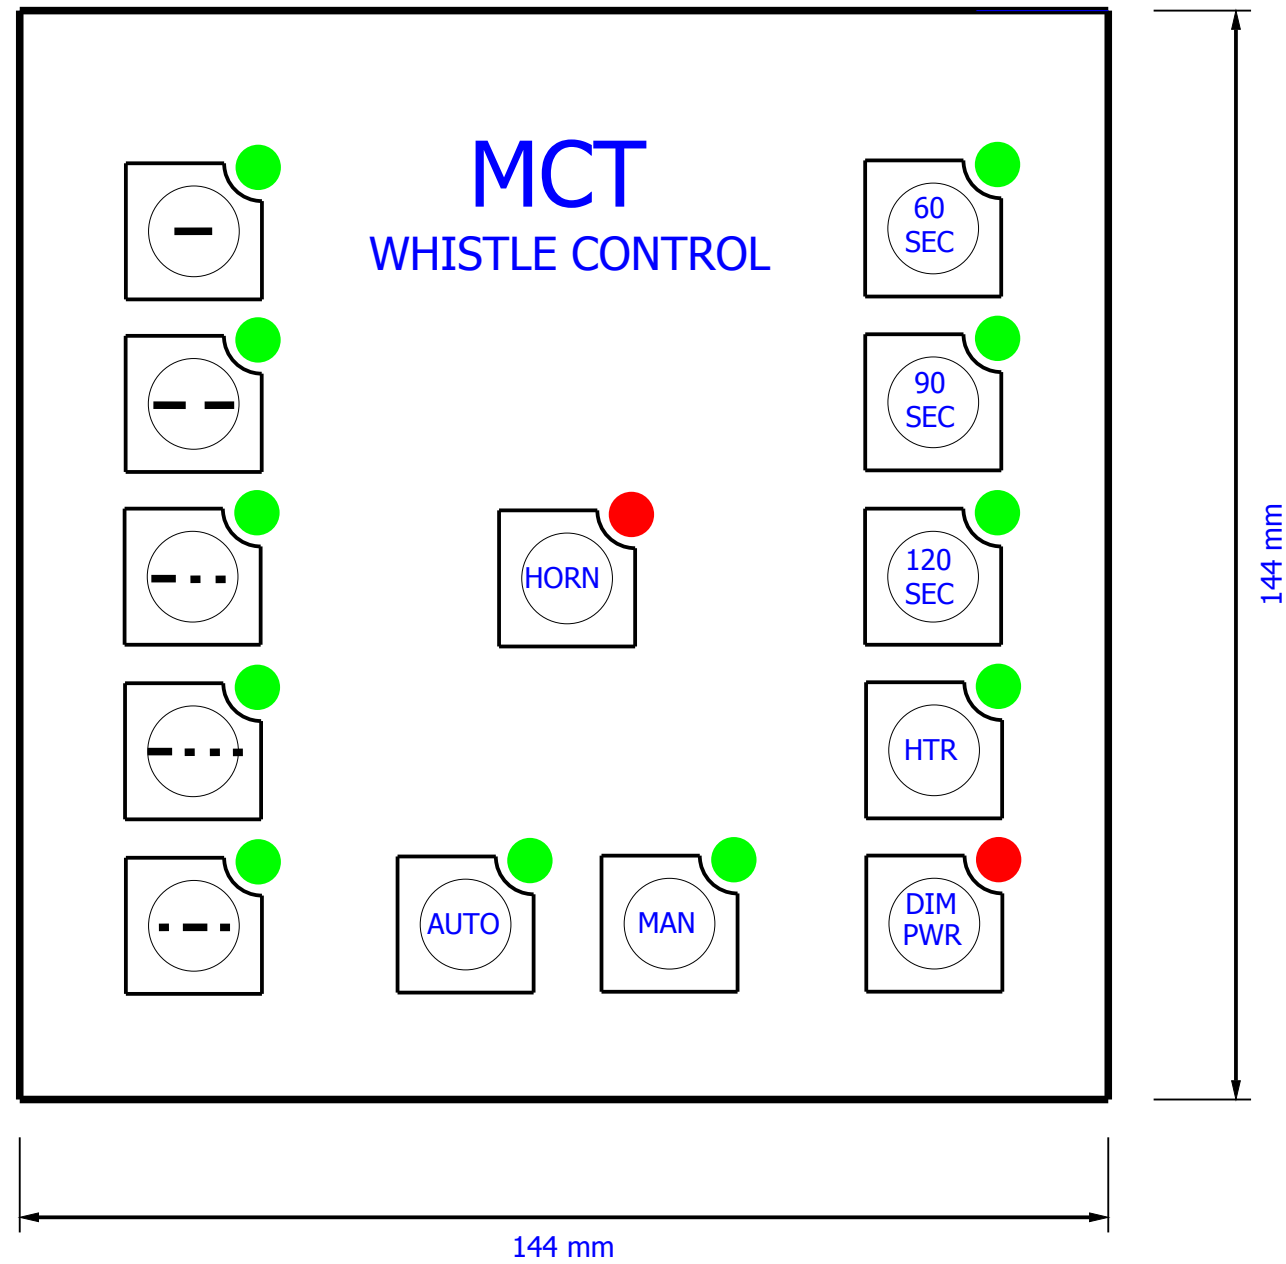 MCT
WHISTLE CONTROL
60
SEC
90
SEC
120
SEC
HORN
HTR
AUTO
MAN
DIM
PWR
144 mm
144 mm